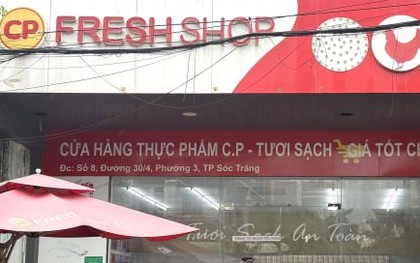 CP FRESH SHOP
CỬA HÀNG THỰC PHẨM C.P - TƯƠI SẠCH GIÁ TỐT
Đc: Số 8, Đường 30/4, Phường 3, TP Sóc Trăng
Tươi Sạch An Toàn